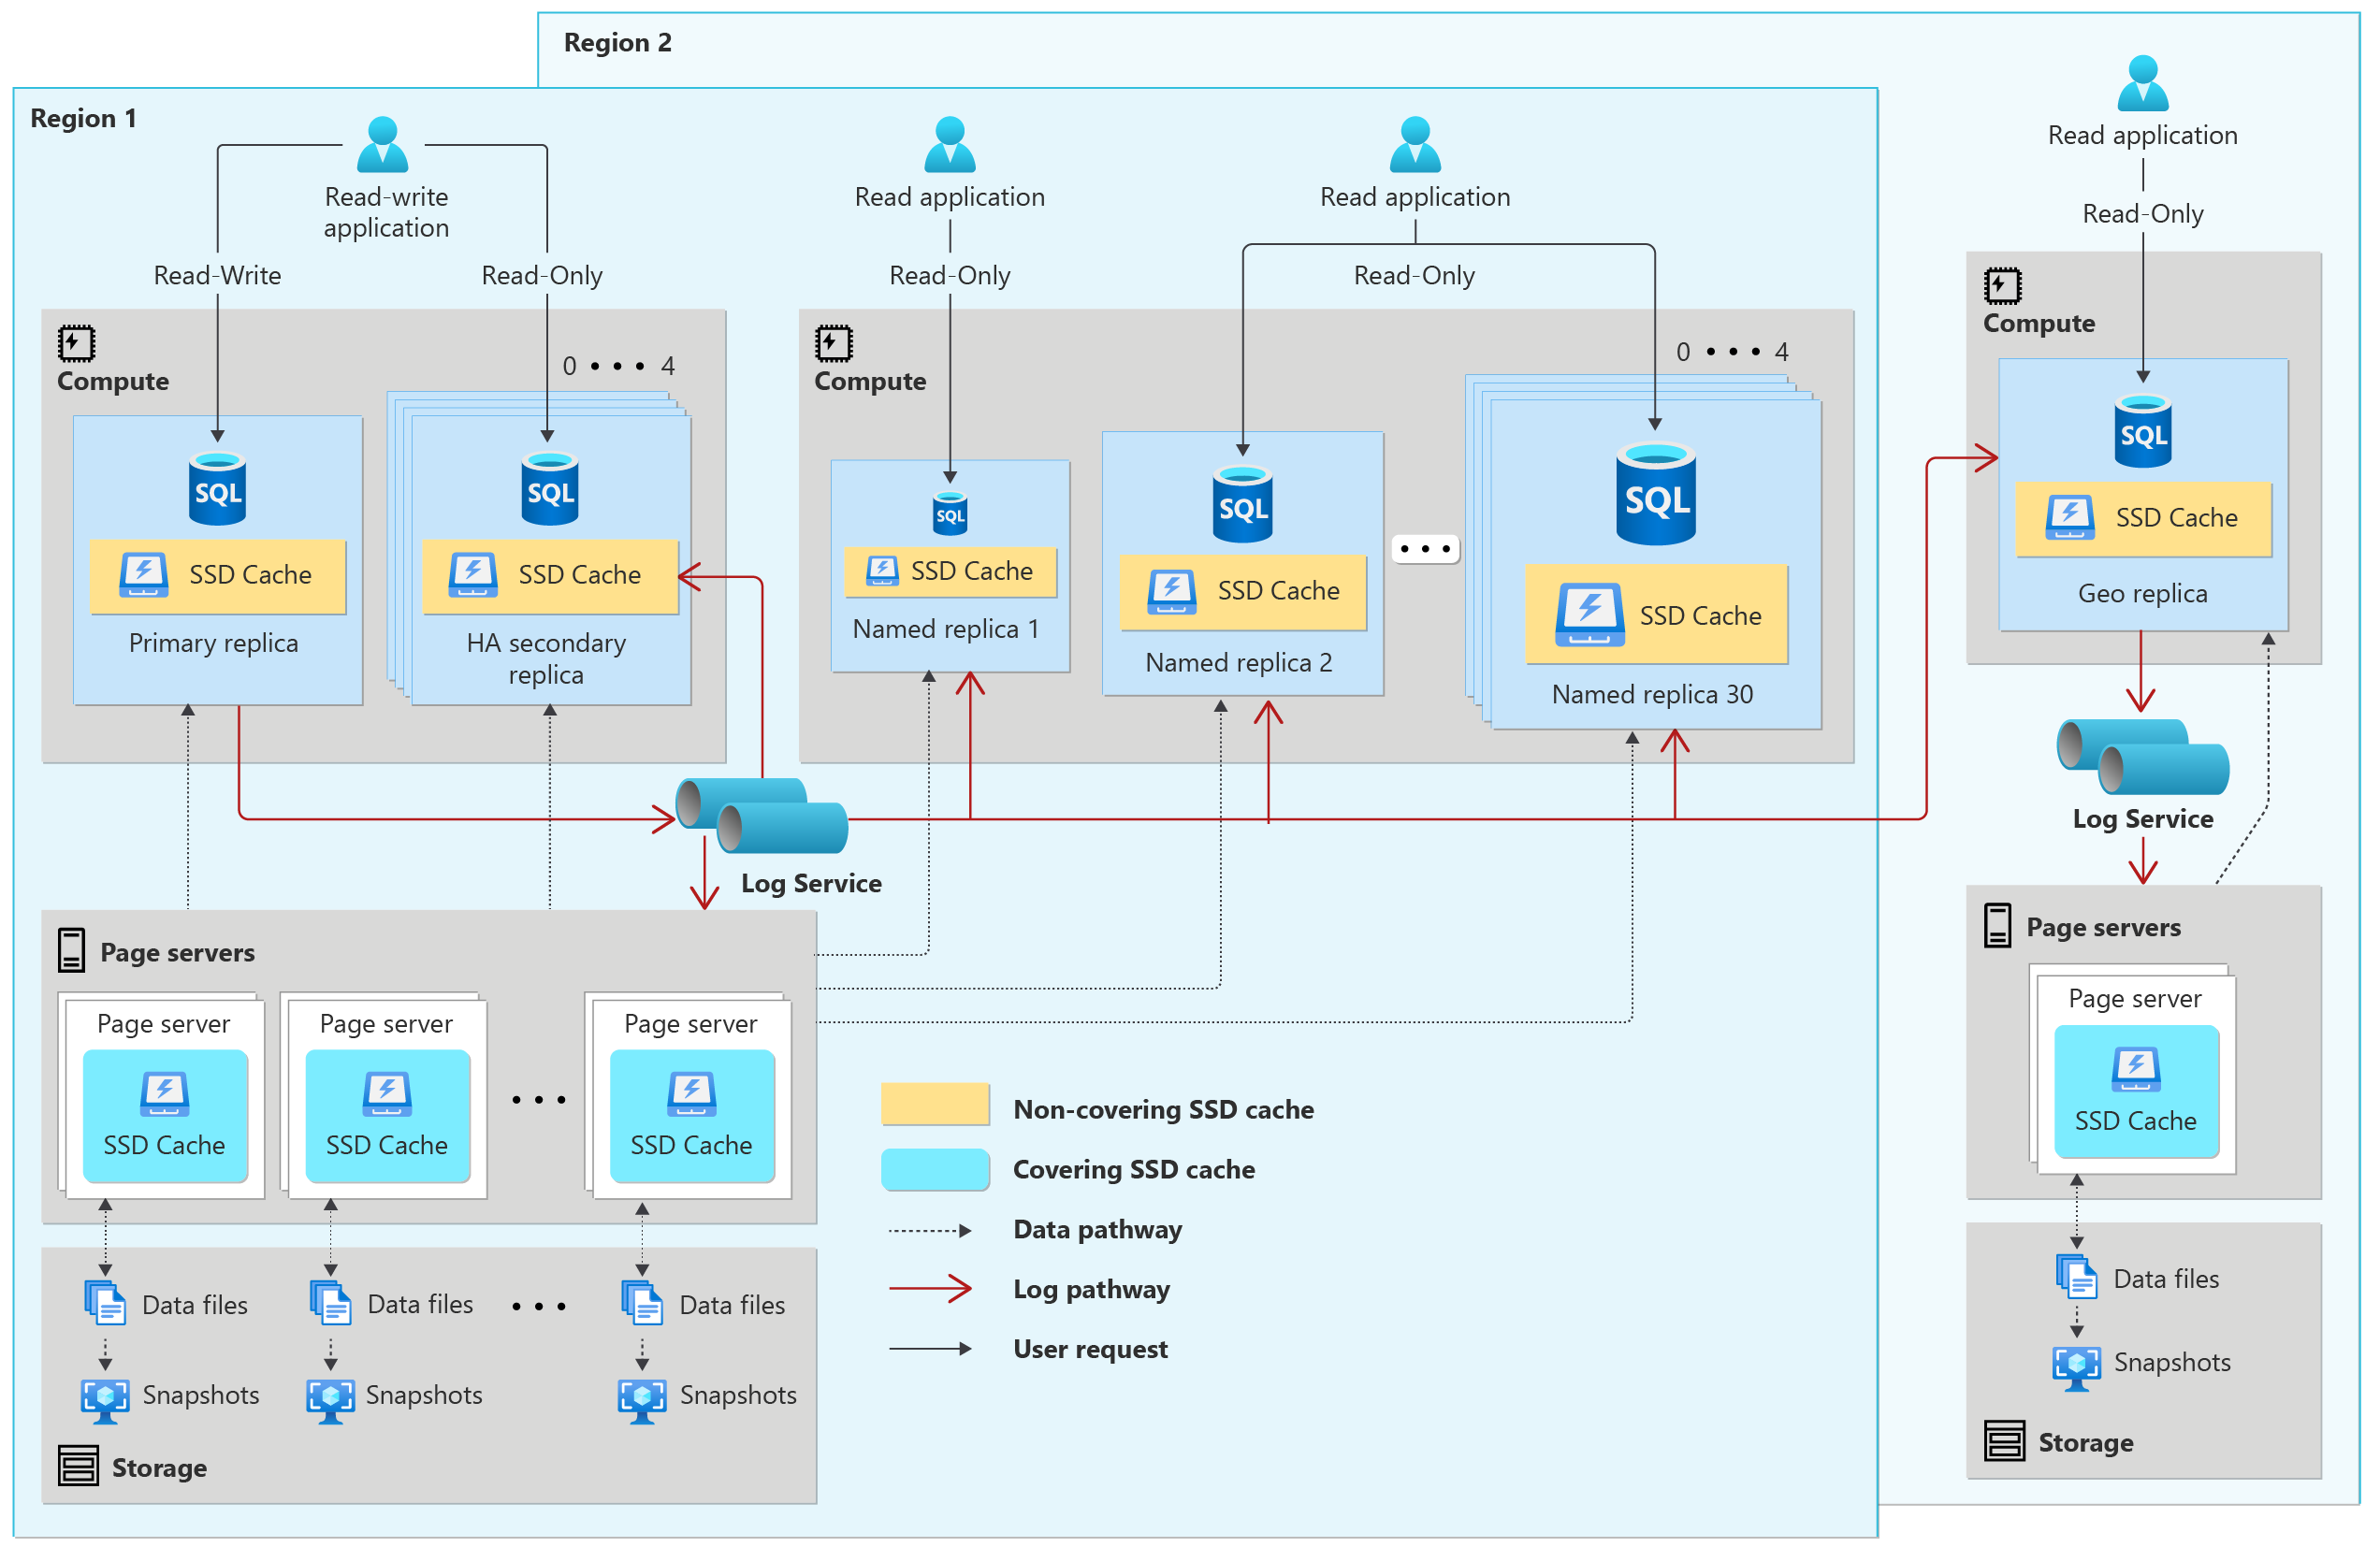 Region 2
Region 1
Read-write
application
Read application
Read application
Read application
Read-Write
Read-Only
Read-Only
Read-Only
Read-Only
Compute
0 • • • 4
Compute
0 • • • 4
Compute
SQL
SSD Cache
Primary replica
SQL
SSD Cache
HA secondary
replica
SQL
SSD Cache
Named replica 1
SQL
SSD Cache
Named replica 2
• • •
SQL
SSD Cache
Named replica 30
SQL
SSD Cache
Geo replica
Log Service
Log Service
Page servers
Page server
SSD Cache
Page server
SSD Cache
• • •
Page server
SSD Cache
Page servers
Page server
SSD Cache
Data files
Data files
• • •
Data files
Snapshots
Snapshots
Snapshots
Storage
Non-covering SSD cache
Covering SSD cache
Data pathway
Log pathway
User request
Data files
Snapshots
Storage